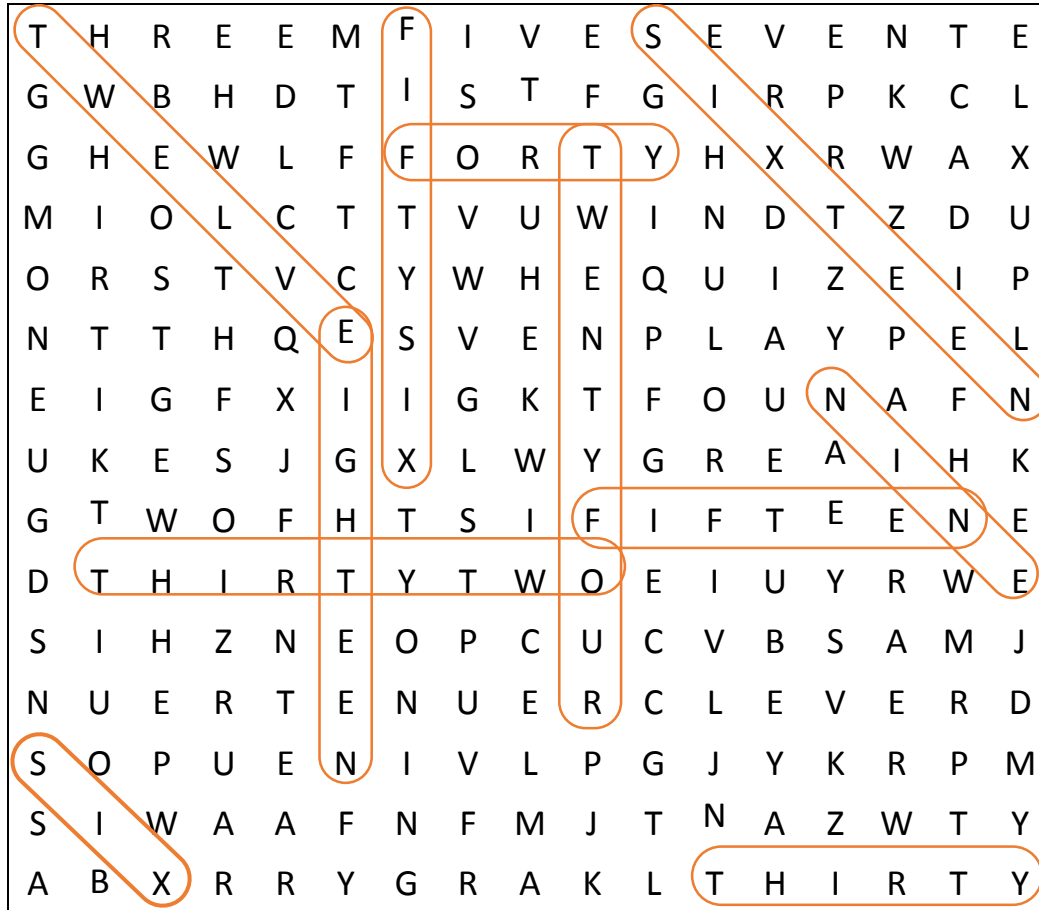 T H R E E M F I V E S E V E N T E
G W B H D T I S T F G I R P K C L
G H E W L F F O R T Y H X R W A X
M I O L C T T V U W I N D T Z D U
O R S T V C Y W H E Q U I Z E I P
N T T H Q E S V E N P L A Y P E L
E I G F X I I G K T F O U N A F N
U K E S J G X L W Y G R E A I H K
G T W O F H T S I F I F T E E N E
D T H I R T Y T W O E I U Y R W E
S I H Z N E O P C U C V B S A M J
N U E R T E N U E R C L E V E R D
S O P U E N I V L P G J Y K R P M
S I W A A F N F M J T N A Z W T Y
A B X R R Y G R A K L T H I R T Y